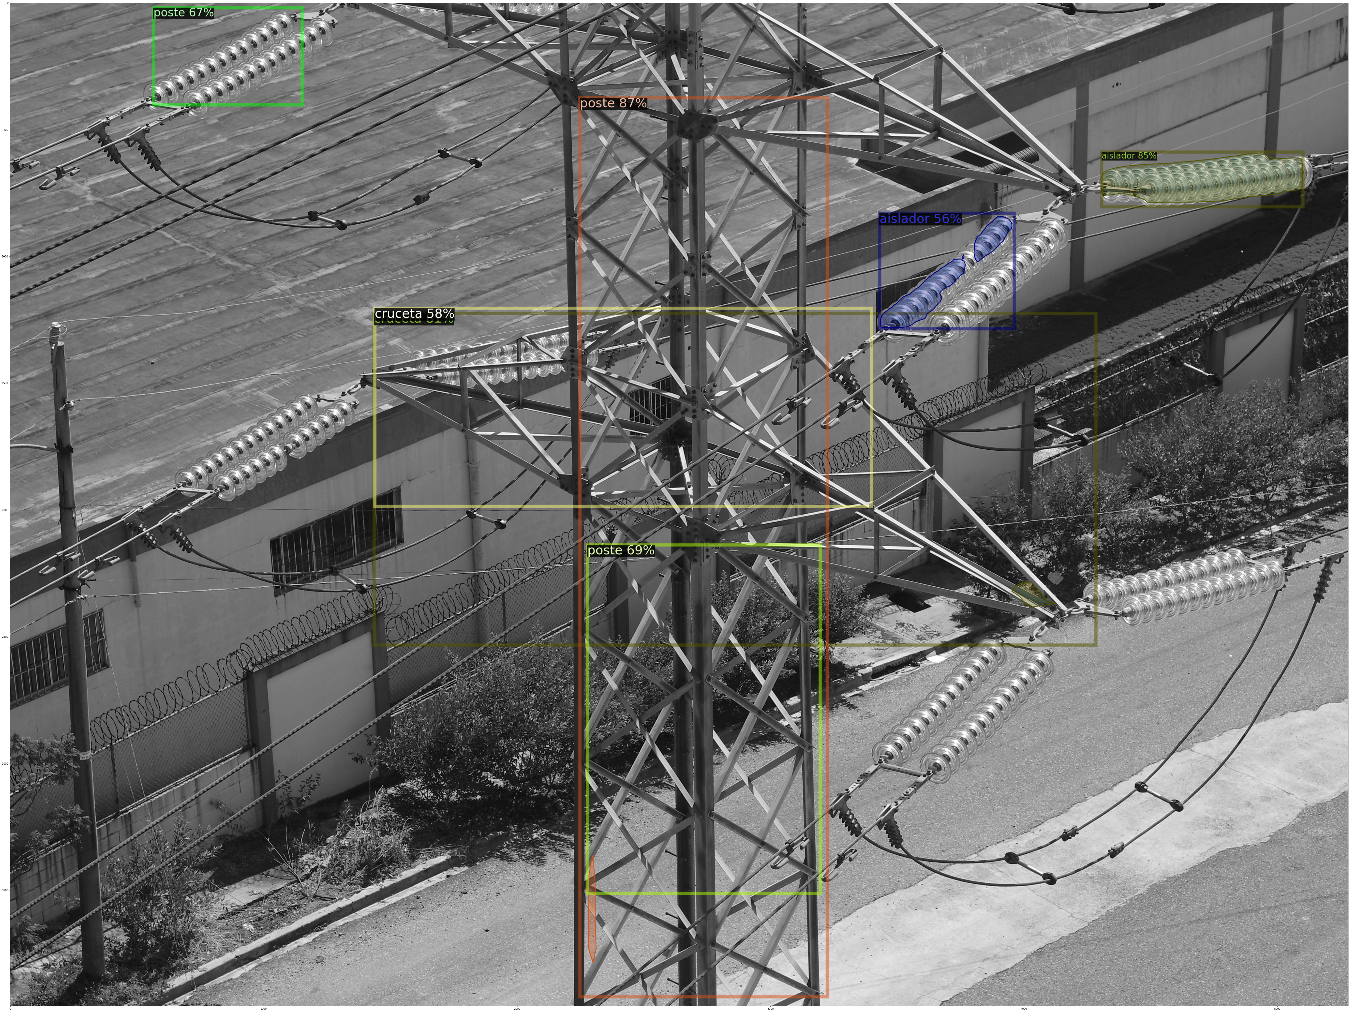 poste 67%
poste 87%
aislador 85%
aislador 56%
cruceta 58%
poste 69%